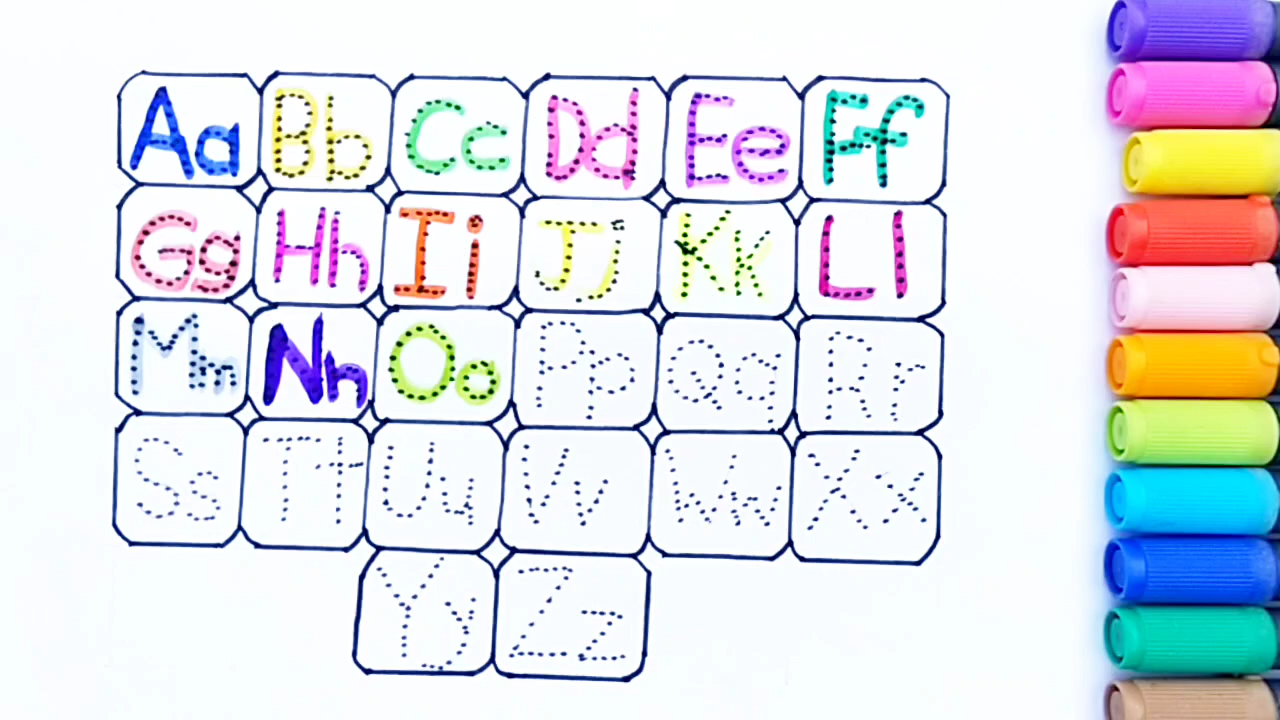 Aa Bb Cc Dd Ee Ff
Gg Hh Ii Jj Kk Ll
Mm Nn Oo Pp Qq Rr
Ss Tt Uu Vv Ww Xx
Yy Zz